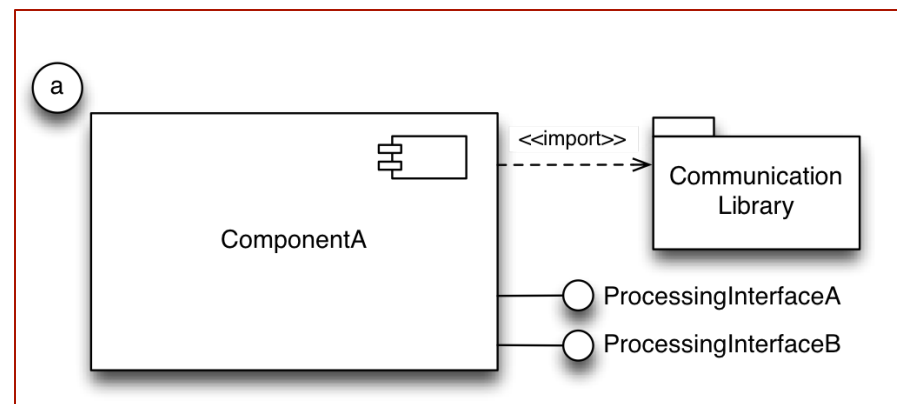 a
<<import>>
Communication
Library
ComponentA
ProcessingInterfaceA
ProcessingInterfaceB